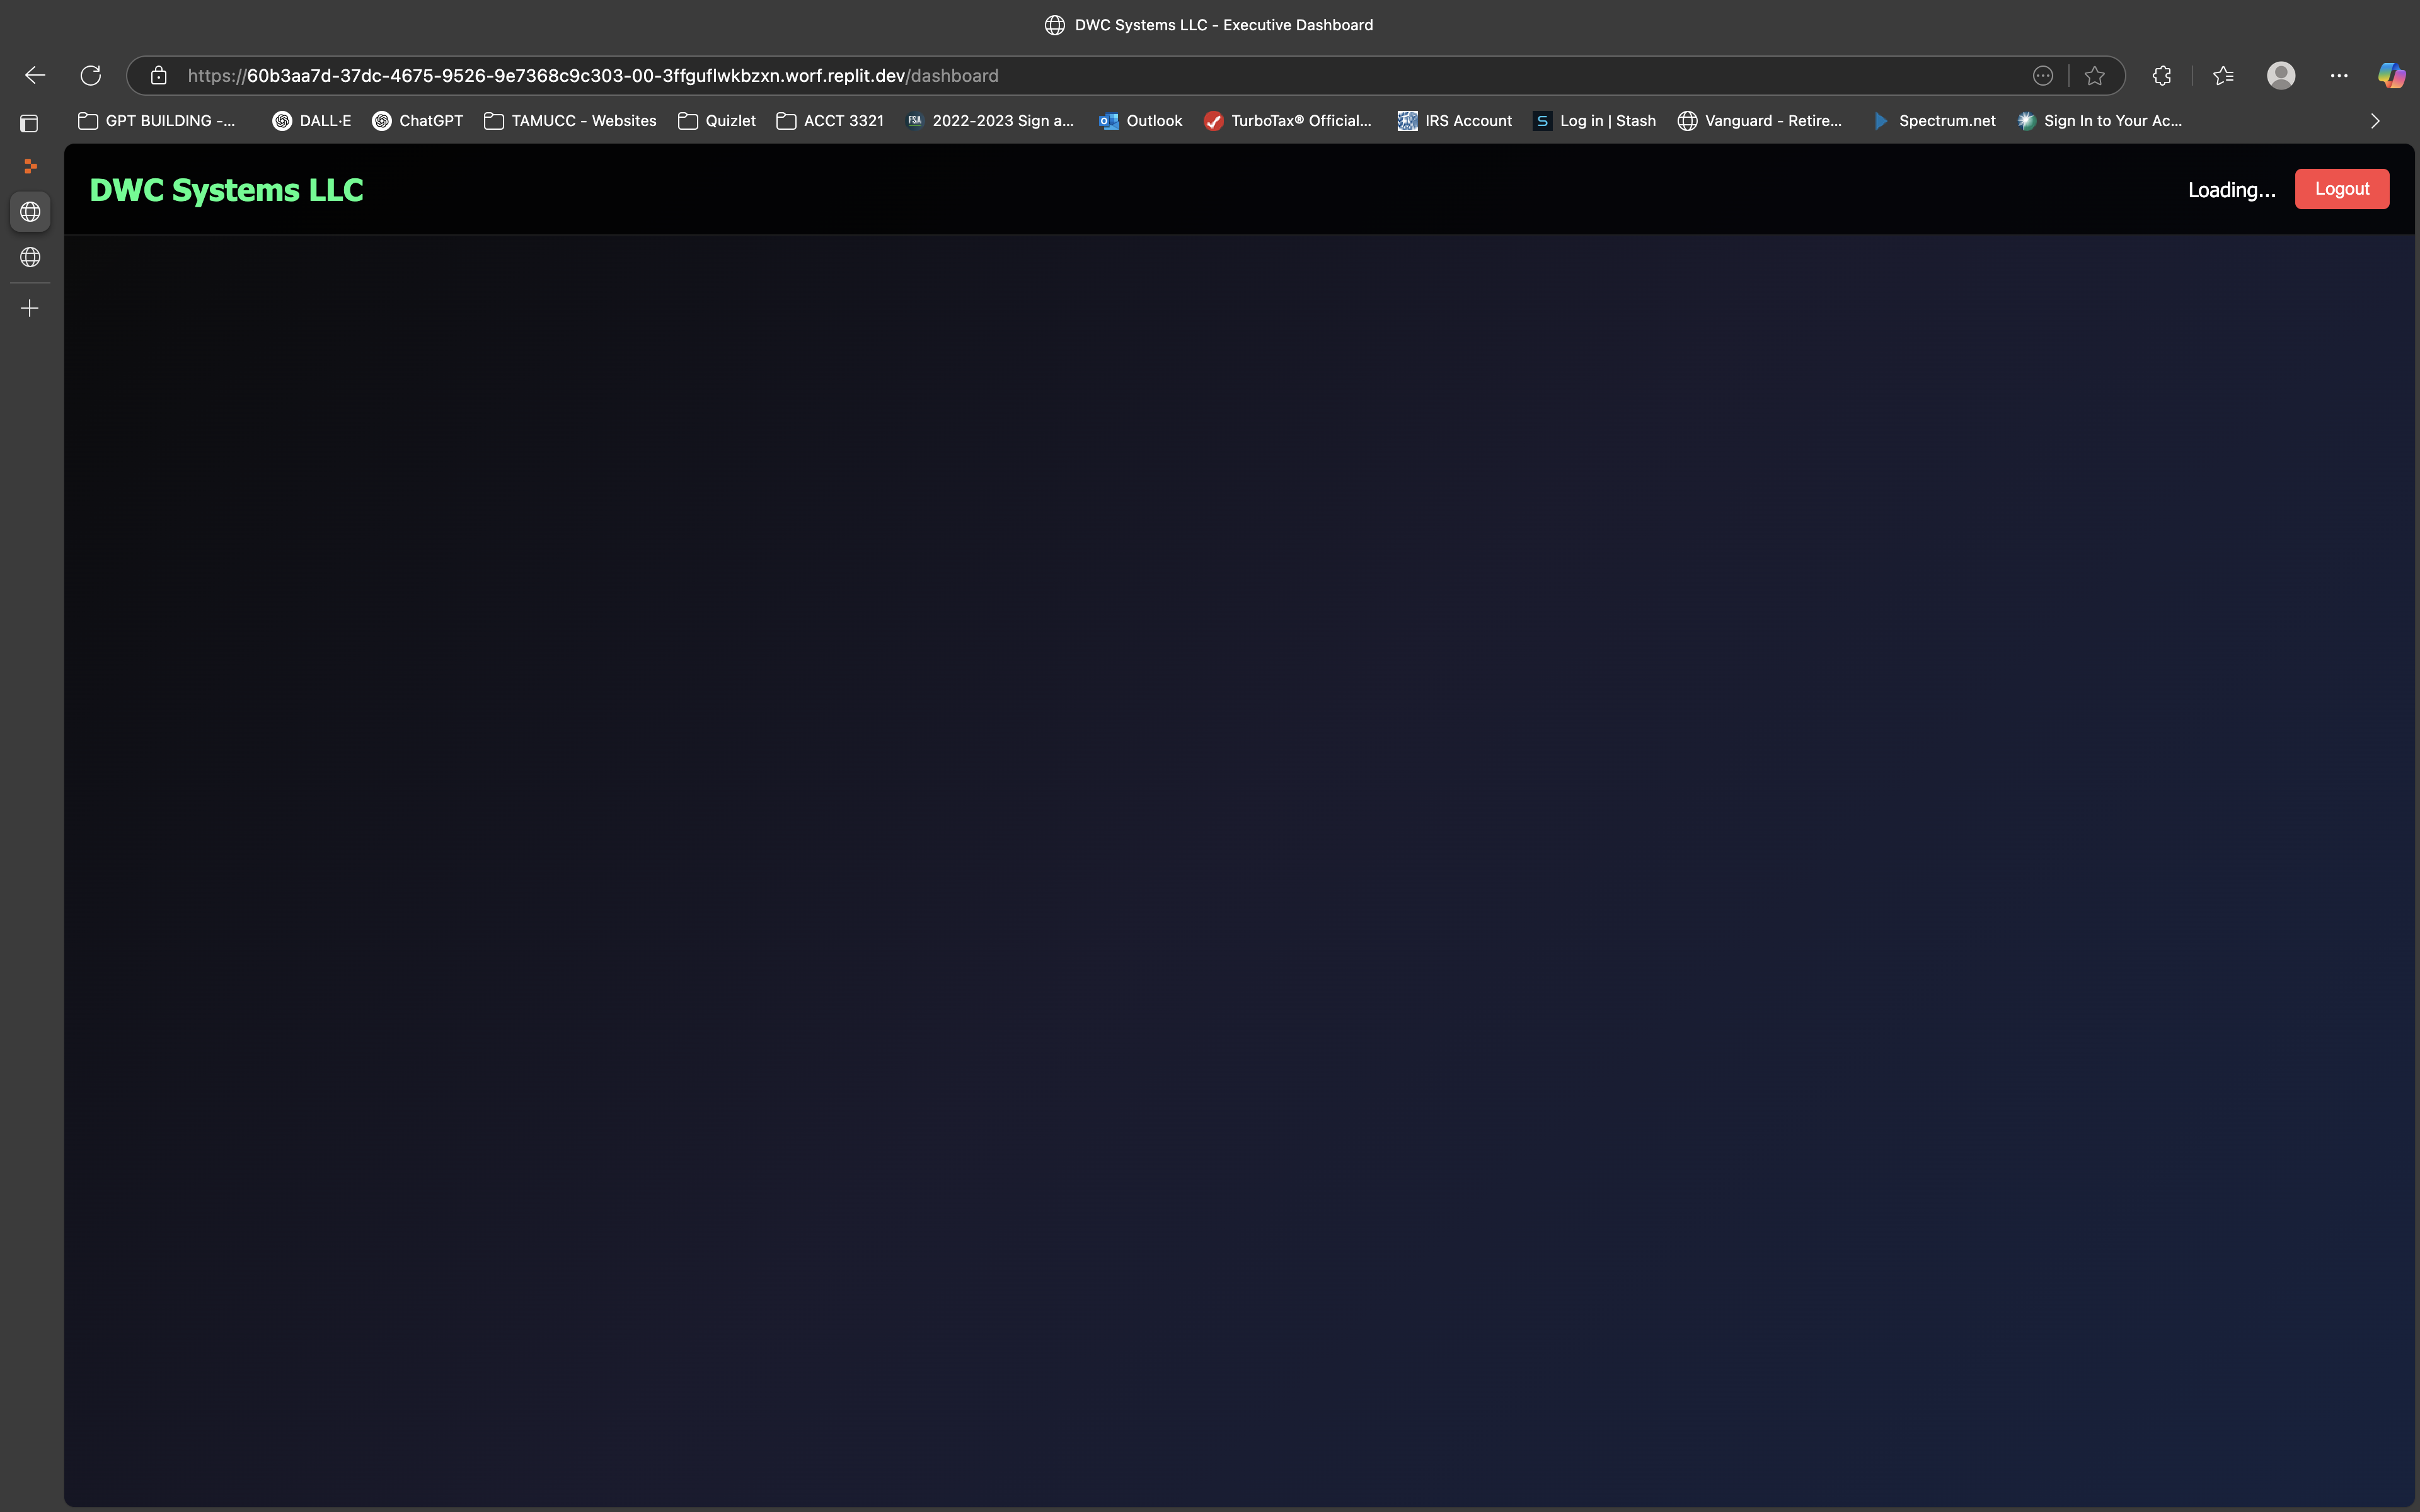 DWC Systems LLC - Executive Dashboard
https://60b3aa7d-37dc-4675-9526-9e7368c9c303-00-3ffguflwkbzxn.worf.replit.dev/dashboard
GPT BUILDING -... DALL·E ChatGPT TAMUCC - Websites Quizlet ACCT 3321 FSA 2022-2023 Sign a... Outlook TurboTax® Official... IRS Account S Log in | Stash Vanguard - Retire... Spectrum.net Sign In to Your Ac...
DWC Systems LLC Loading... Logout